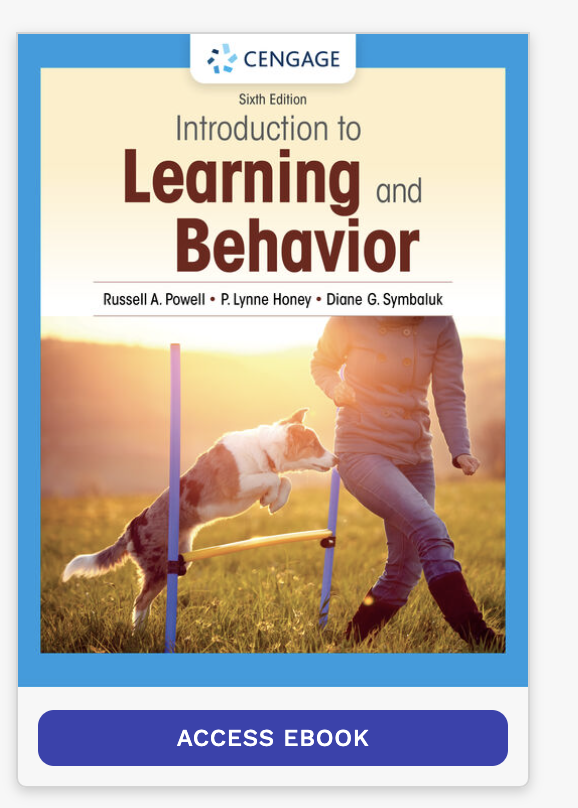 CENGAGE
Sixth Edition
Introduction to
Learning and
Behavior
Russell A. Powell • P. Lynne Honey • Diane G. Symbaluk
ACCESS EBOOK